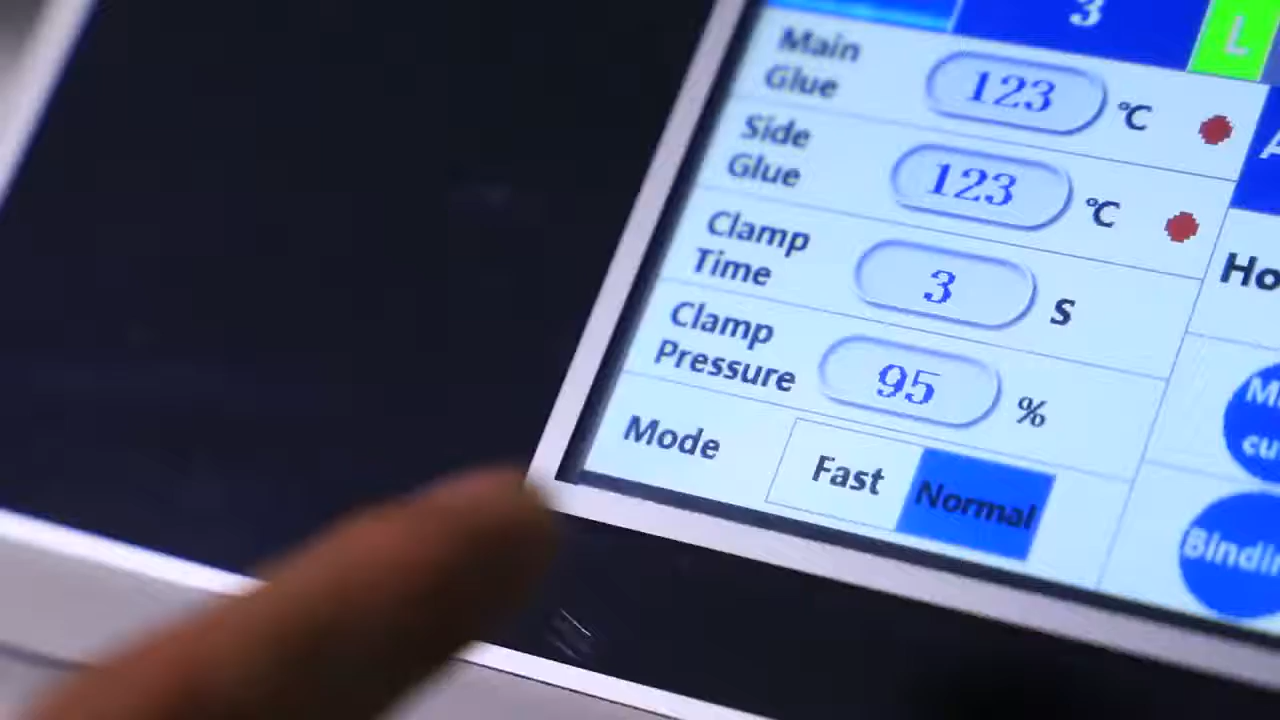 3
L
Main
Glue
123
℃
Side
Glue
123
℃
Clamp
Time
3
S
Clamp
Pressure
95
%
Mode
Fast
Normal